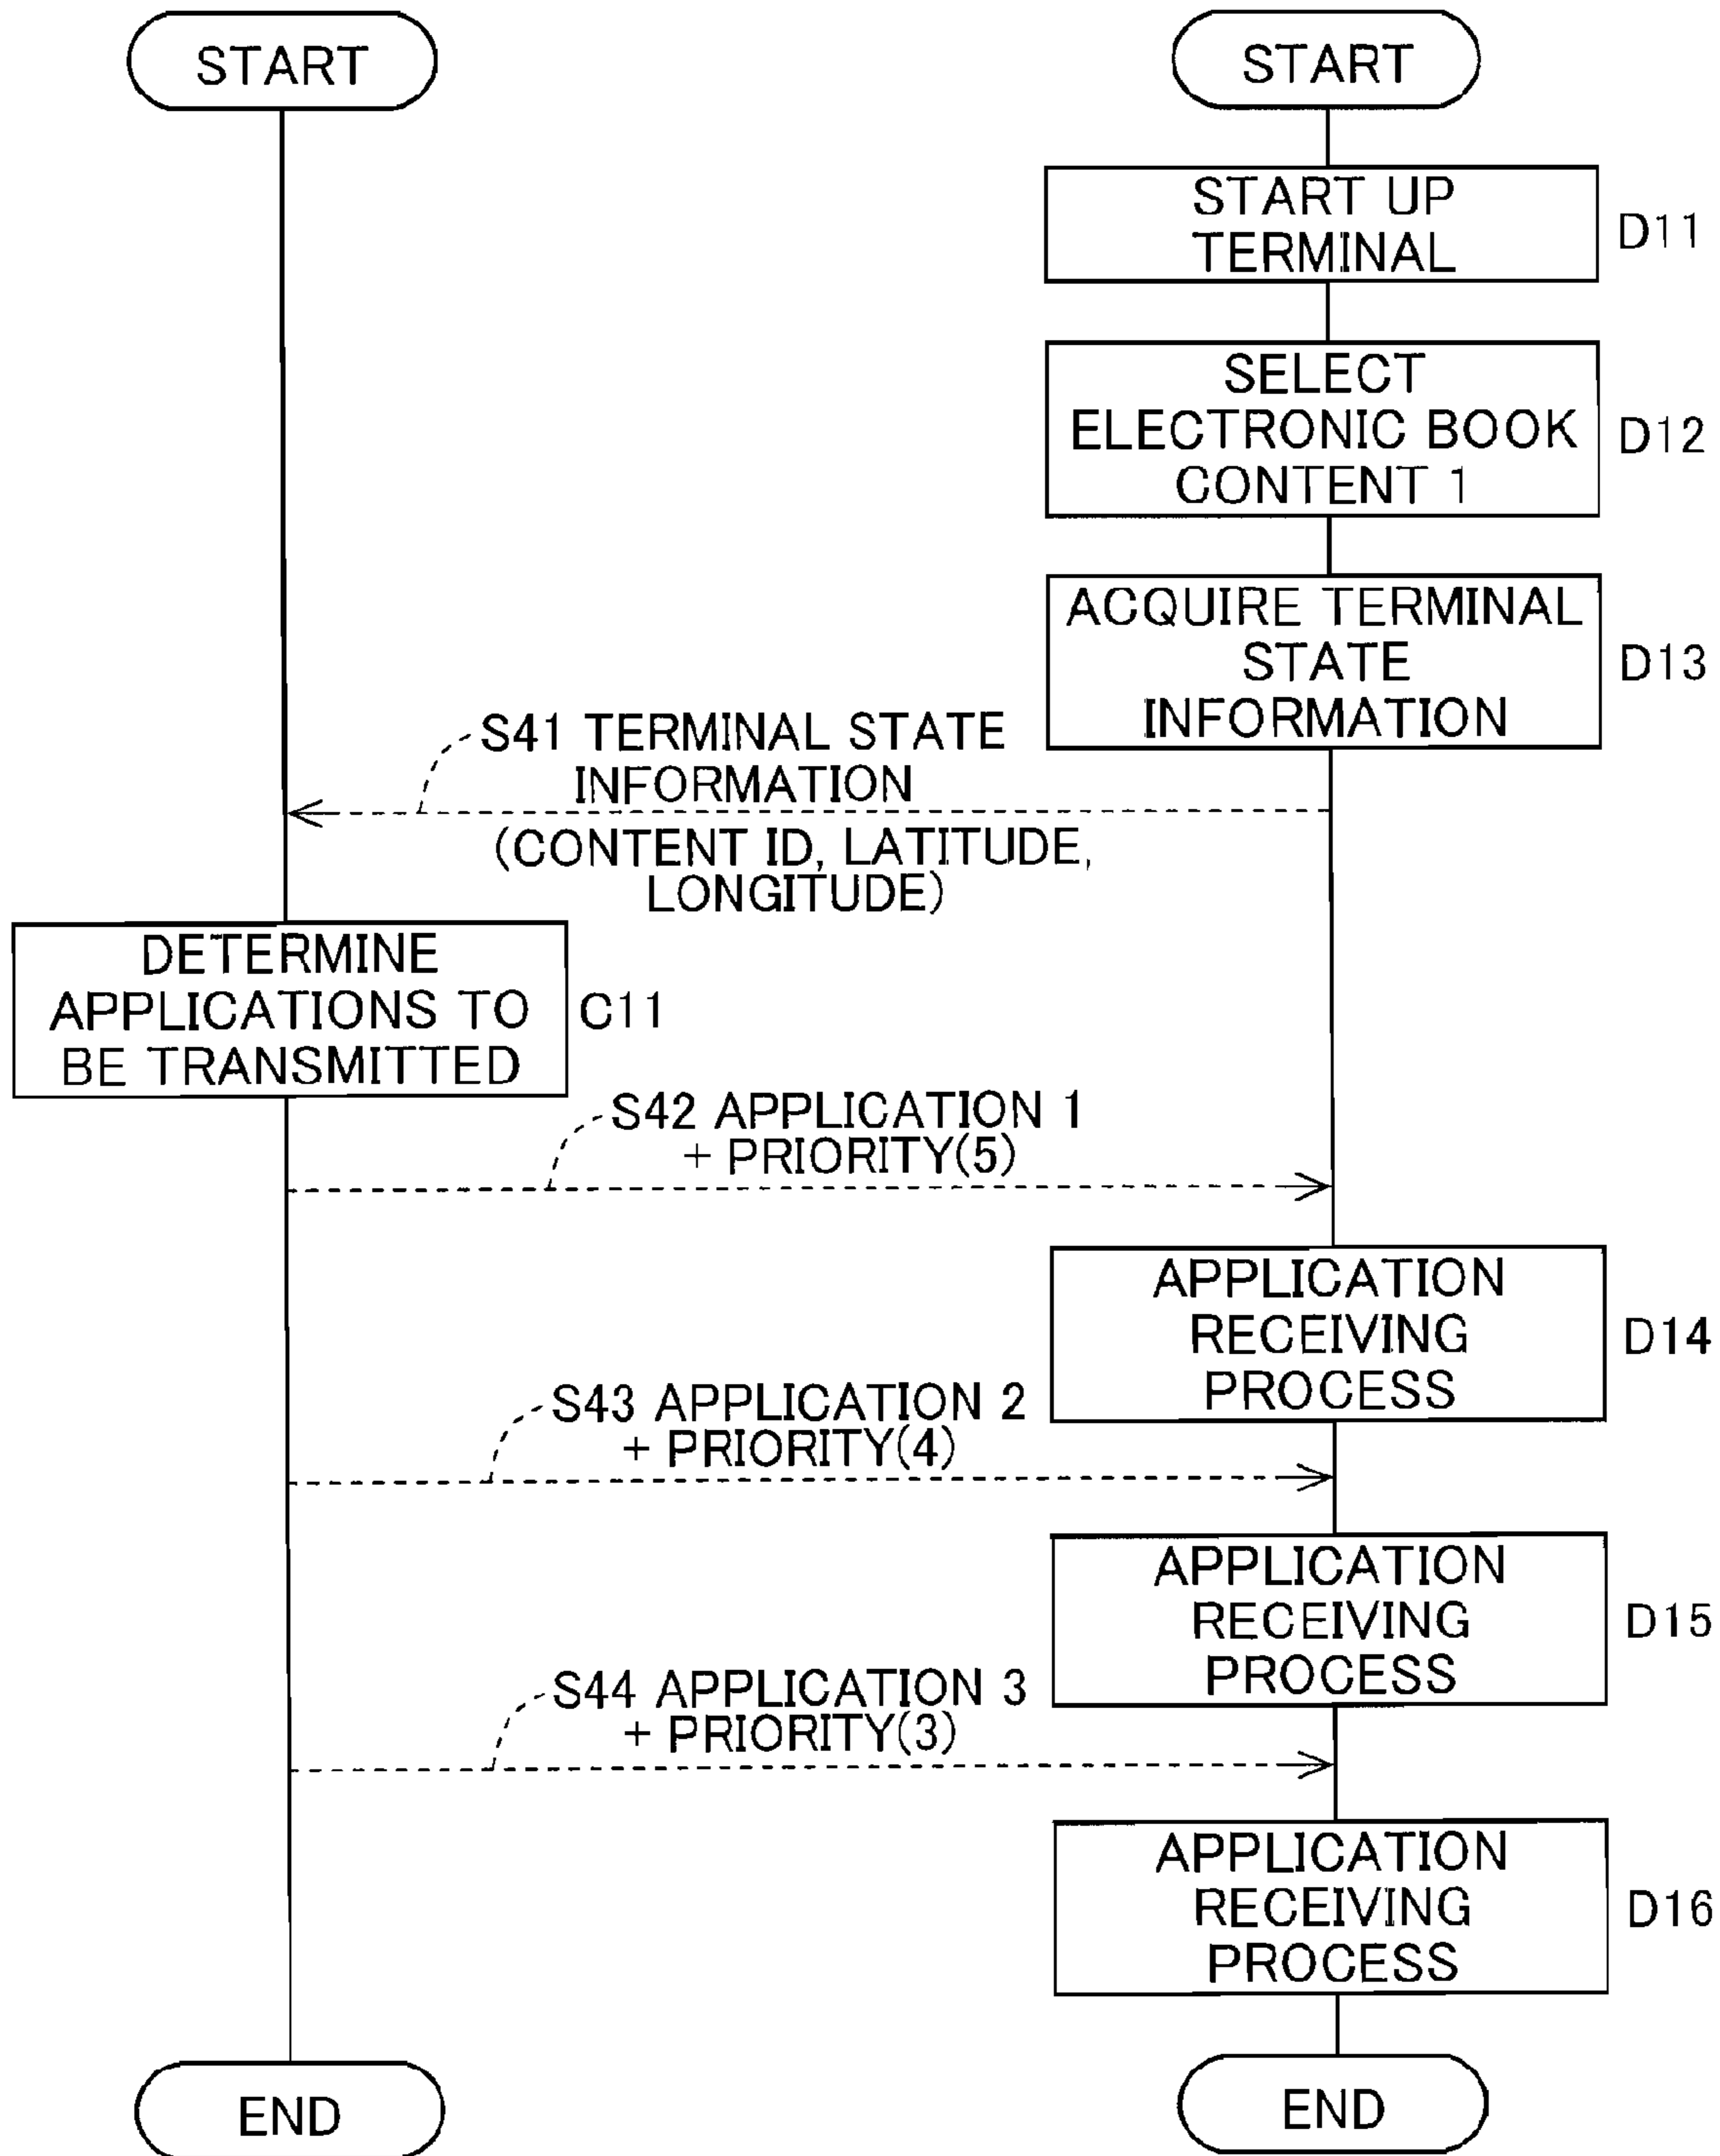 START
START
START UP
TERMINAL
D11
SELECT
ELECTRONIC BOOK
CONTENT 1
D12
ACQUIRE TERMINAL
STATE
INFORMATION
D13
S41 TERMINAL STATE
INFORMATION
(CONTENT ID, LATITUDE,
LONGITUDE)
DETERMINE
APPLICATIONS TO
BE TRANSMITTED
C11
S42 APPLICATION 1
+ PRIORITY(5)
APPLICATION
RECEIVING
PROCESS
D14
S43 APPLICATION 2
+ PRIORITY(4)
APPLICATION
RECEIVING
PROCESS
D15
S44 APPLICATION 3
+ PRIORITY(3)
APPLICATION
RECEIVING
PROCESS
D16
END
END